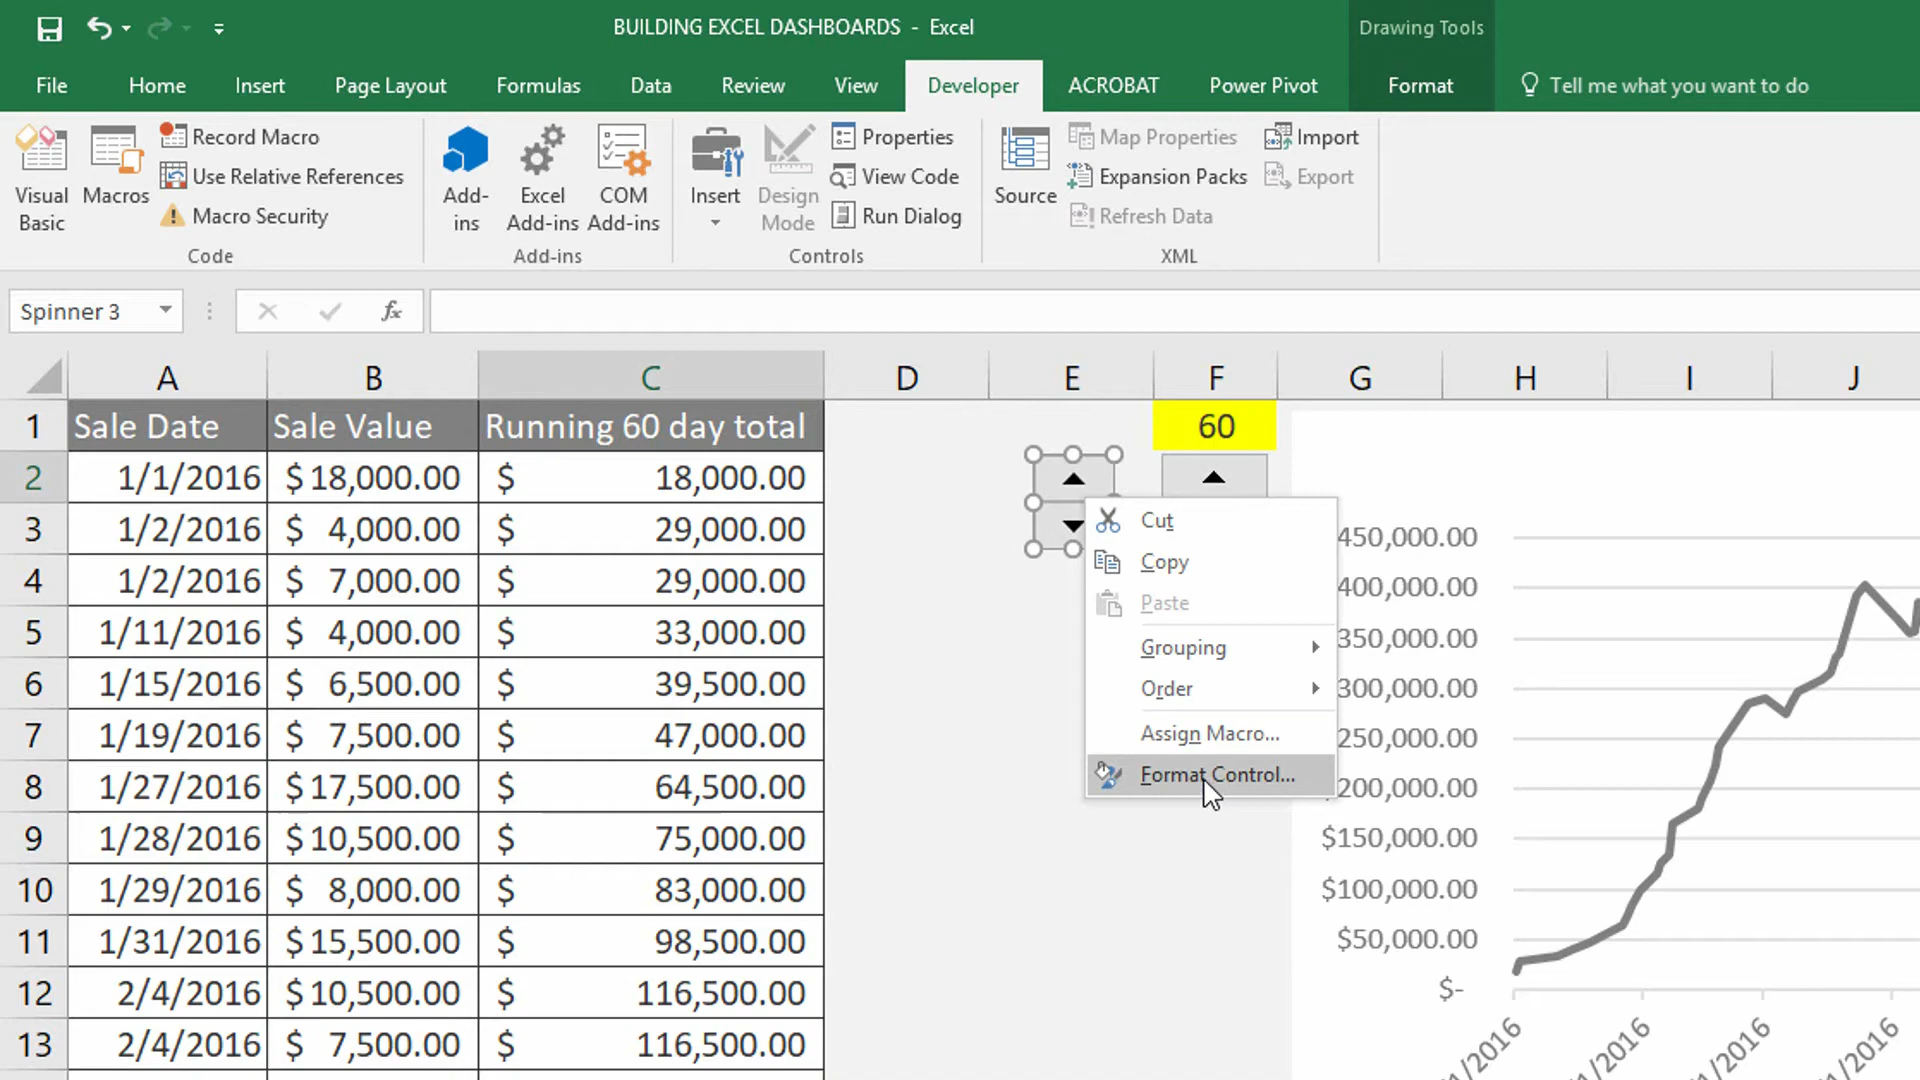 BUILDING EXCEL DASHBOARDS - Excel
Drawing Tools
File Home Insert Page Layout Formulas Data Review View Developer ACROBAT Power Pivot Format Tell me what you want to do
Visual Basic
Macros
Record Macro
Use Relative References
Macro Security
Code
Add-ins
Excel Add-ins
COM Add-ins
Add-ins
Insert
Design Mode
Properties
View Code
Run Dialog
Controls
Source
Map Properties
Expansion Packs
Refresh Data
Import
Export
XML
Spinner 3
fx
A B C D E F G H I J
1 Sale Date Sale Value Running 60 day total 60
2 1/1/2016 $18,000.00 $ 18,000.00
3 1/2/2016 $ 4,000.00 $ 29,000.00
4 1/2/2016 $ 7,000.00 $ 29,000.00
5 1/11/2016 $ 4,000.00 $ 33,000.00
6 1/15/2016 $ 6,500.00 $ 39,500.00
7 1/19/2016 $ 7,500.00 $ 47,000.00
8 1/27/2016 $17,500.00 $ 64,500.00
9 1/28/2016 $10,500.00 $ 75,000.00
10 1/29/2016 $ 8,000.00 $ 83,000.00
11 1/31/2016 $15,500.00 $ 98,500.00
12 2/4/2016 $10,500.00 $ 116,500.00
13 2/4/2016 $ 7,500.00 $ 116,500.00
Cut
Copy
Paste
Grouping
Order
Assign Macro...
Format Control...
450,000.00
400,000.00
350,000.00
300,000.00
250,000.00
200,000.00
$150,000.00
$100,000.00
$50,000.00
$-
1/2016
1/2016
1/2016
1/2016